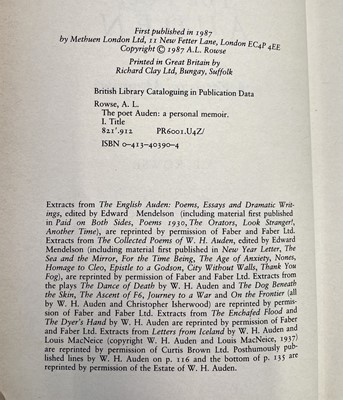 First published in 1987
by Methuen London Ltd, 11 New Fetter Lane, London EC4P 4EE
Copyright © 1987 A.L. Rowse
Printed in Great Britain by
Richard Clay Ltd, Bungay, Suffolk
British Library Cataloguing in Publication Data
Rowse, A. L.
The poet Auden: a personal memoir.
I. Title
821'.912 PR6001.U4Z/
ISBN 0-413-40390-4
Extracts from The English Auden: Poems, Essays and Dramatic Writ-
ings, edited by Edward Mendelson (including material first published
in Paid on Both Sides, Poems 1930, The Orators, Look Stranger!,
Another Time), are reprinted by permission of Faber and Faber Ltd.
Extracts from The Collected Poems of W. H. Auden, edited by Edward
Mendelson (including material first published in New Year Letter, The
Sea and the Mirror, For the Time Being, The Age of Anxiety, Nones,
Homage to Cleo, Epistle to a Godson, City Without Walls, Thank You
Fog), are reprinted by permission of Faber and Faber Ltd. Extracts from
the plays The Dance of Death by W. H. Auden and The Dog Beneath
the Skin, The Ascent of F6, Journey to a War and On the Frontier (all
by W. H. Auden and Christopher Isherwood) are reprinted by permis-
sion of Faber and Faber Ltd. Extracts from The Enchafed Flood and
The Dyer's Hand by W. H. Auden are reprinted by permission of Faber
and Faber Ltd. Extracts from Letters from Iceland by W. H. Auden and
Louis MacNeice (copyright W. H. Auden and Louis MacNeice, 1937)
are reprinted by permission of Curtis Brown Ltd. Posthumously pub-
lished lines by W. H. Auden on p. 116 and the bottom of p. 135 are
reprinted by permission of the Estate of W. H. Auden.